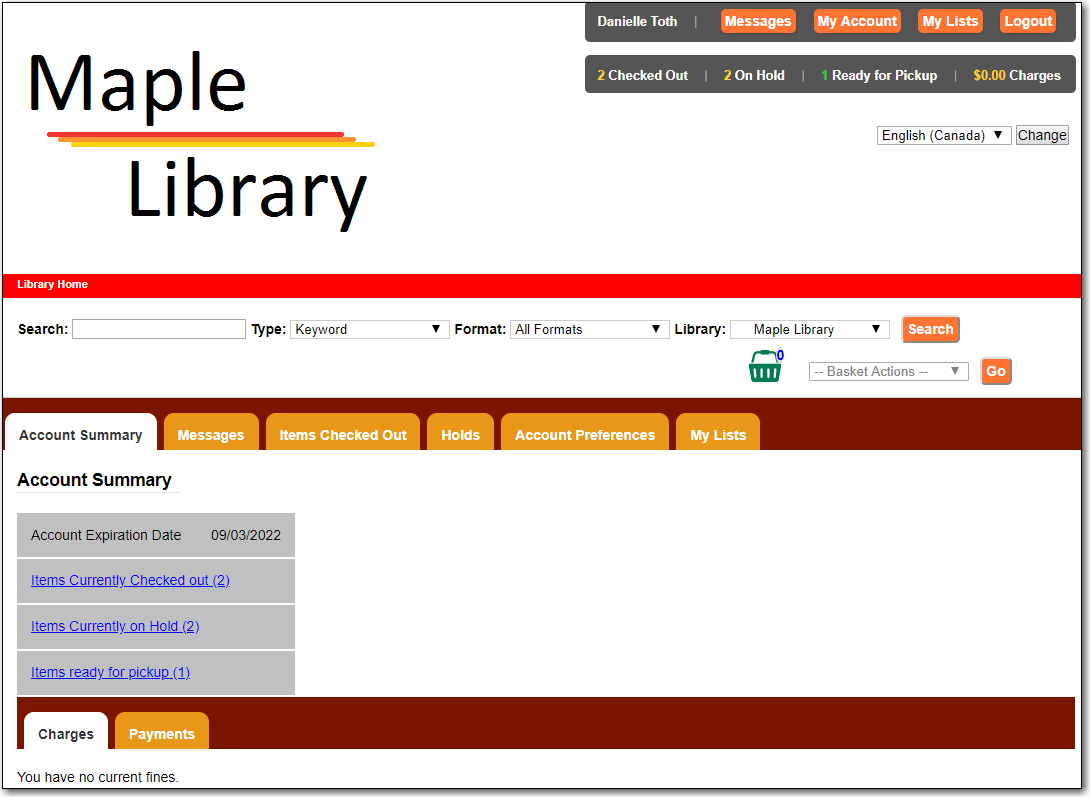 Danielle Toth | Messages My Account My Lists Logout
2 Checked Out | 2 On Hold | 1 Ready for Pickup | $0.00 Charges
Maple
Library
English (Canada) ▼ Change
Library Home
Search: Type: Keyword ▼ Format: All Formats ▼ Library: Maple Library ▼ Search
0 -- Basket Actions -- ▼ Go
Account Summary Messages Items Checked Out Holds Account Preferences My Lists
Account Summary
Account Expiration Date 09/03/2022
Items Currently Checked out (2)
Items Currently on Hold (2)
Items ready for pickup (1)
Charges Payments
You have no current fines.